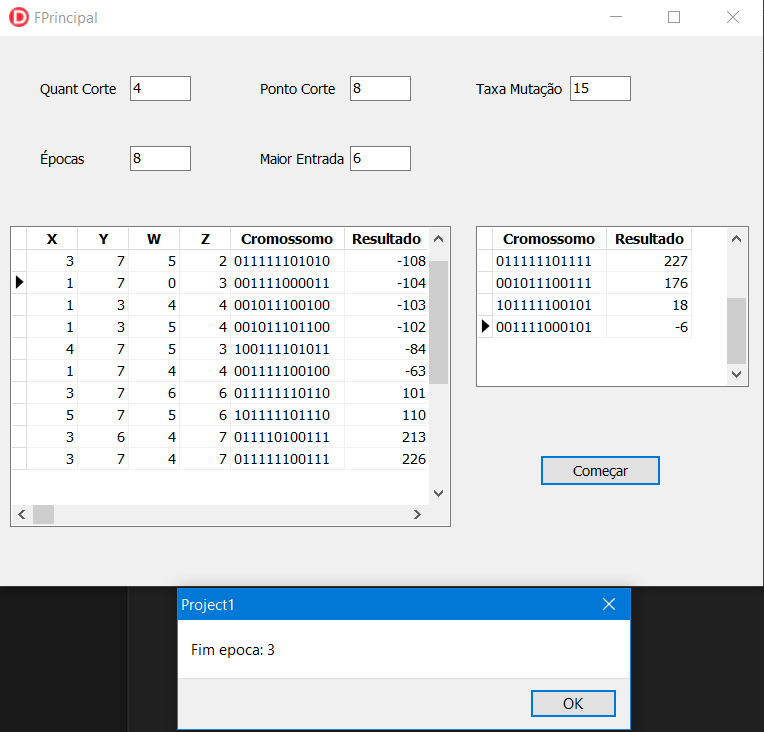 FPrincipal
Quant Corte 4 Ponto Corte 8 Taxa Mutação 15
Épocas 8 Maior Entrada 6
X Y W Z Cromossomo Resultado
3 7 5 2 011111101010 -108
1 7 0 3 001111000011 -104
1 3 4 4 001011100100 -103
1 3 5 4 001011101100 -102
4 7 5 3 100111101011 -84
1 7 4 4 001111100100 -63
3 7 6 6 011111110110 101
5 7 5 6 101111101110 110
3 6 4 7 011110100111 213
3 7 4 7 011111100111 226
Cromossomo Resultado
011111101111 227
001011100111 176
101111100101 18
001111000101 -6
Começar
Project1
Fim epoca: 3
OK